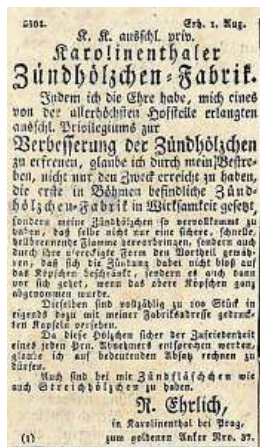 5502. Erh. 1. Aug.
K. K. ausschl. priv.
Karolinenthaler
Zündhölzchen-Fabrik.
Indem ich die Ehre habe, mich eines
von der allerhöchsten Hofstelle erlangten
ausschl. Privilegiums zur
Verbesserung der Zündhölzchen
zu erfreuen, glaube ich durch mein Bestre-
ben, nicht nur den Zweck erreicht zu haben,
die erste in Böhmen befindliche Zünd-
hölzchen-Fabrik in Wirksamkeit gesetzt,
sondern meine Zündhölzchen so vervollkommt zu
haben, daß selbe nicht nur eine sichere, schnelle,
hellbrennende Flamme hervorbringen, sondern auch
durch ihre viereckigte Form den Vortheil gewäh-
ren, daß sich die Zündung dabei nicht bloß auf
das Köpfchen beschränkt, sondern es auch dann
vor sich gehet, wenn das obere Köpfchen ganz
abgenommen wurde.
Dieselben sind vollzählig zu 100 Stück in
eigends dazu mit meiner Fabriksadresse gedruck-
ten Kapseln versehen.
Da diese Hölzchen sicher der Zufriedenheit
eines jeden Hrn. Abnehmers entsprechen werden,
glaube ich auf bedeutenden Absatz rechnen zu
dürfen.
Auch sind bei mir Zündfläschchen wie
auch Streichhölzchen zu haben.
R. Ehrlich,
in Karolinenthal bei Prag,
(1) zum goldenen Anker Nro. 37.